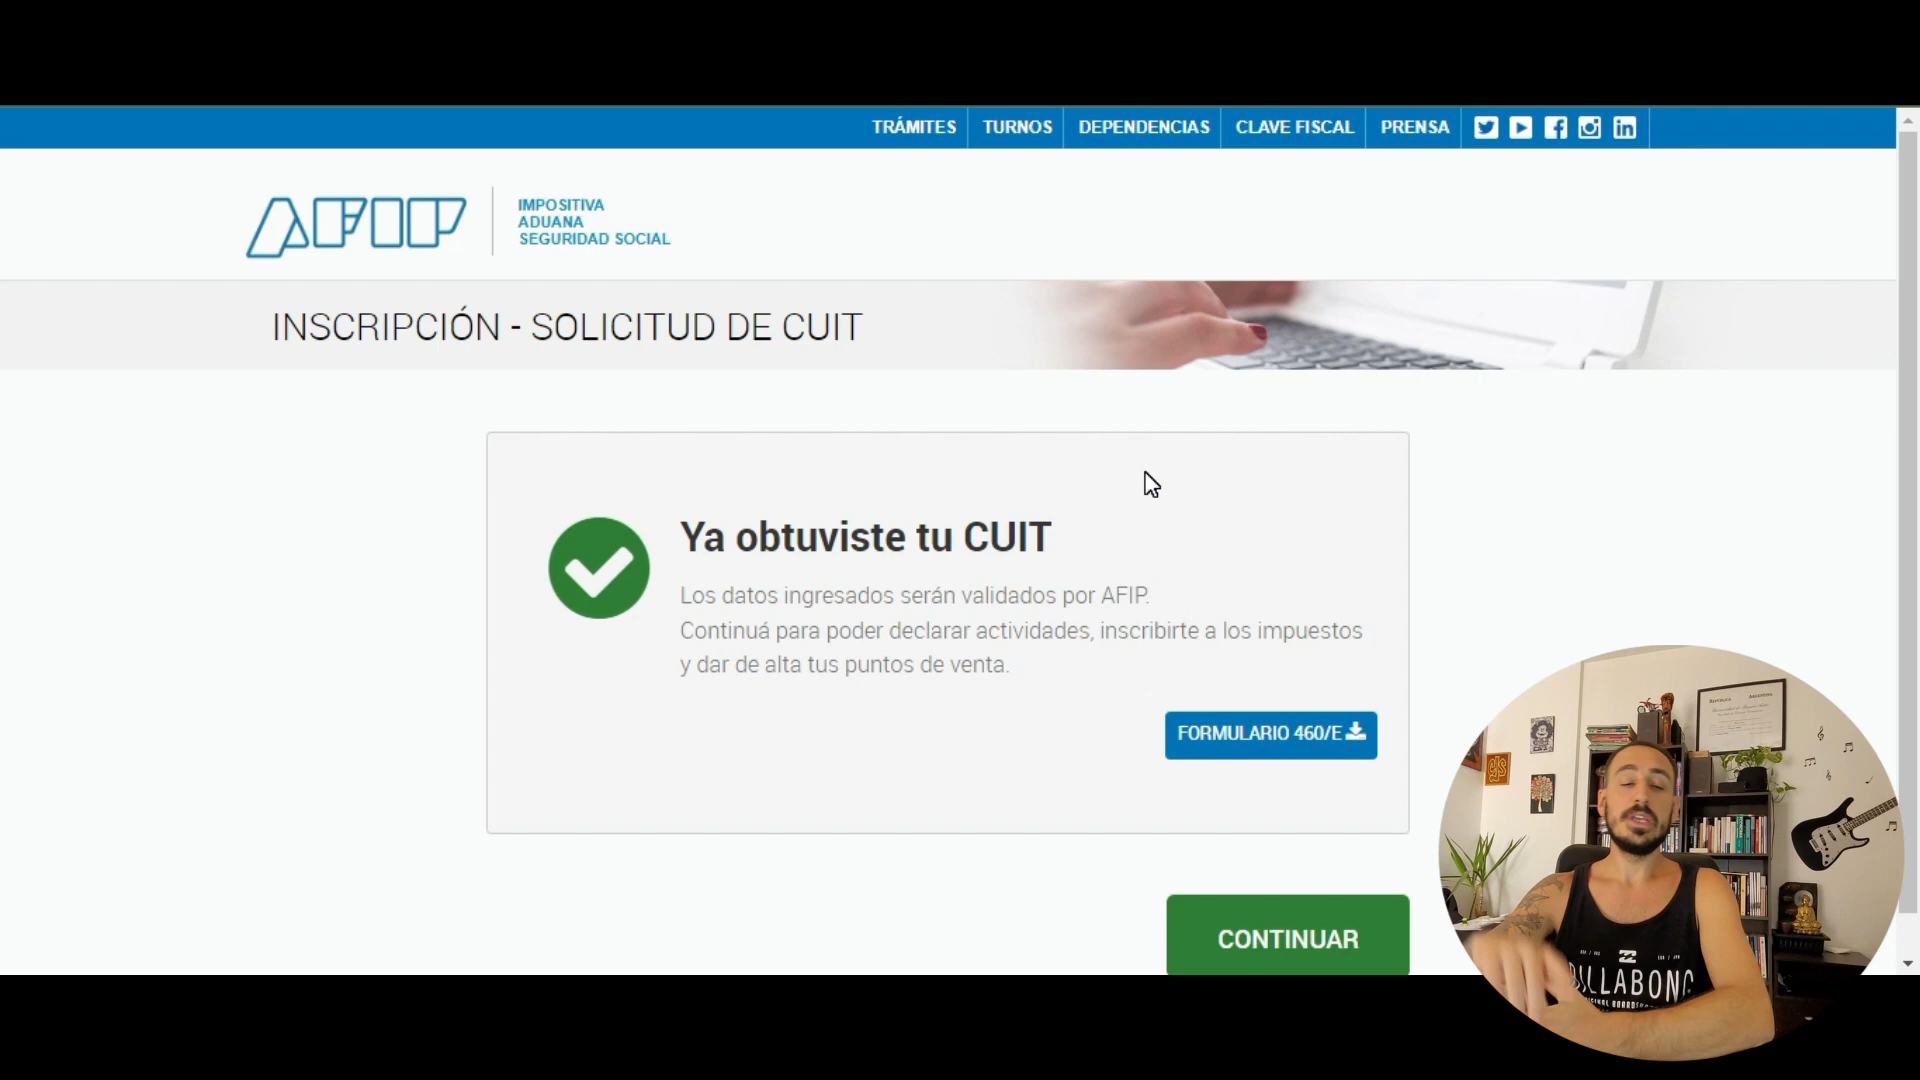 TRÁMITES
TURNOS
DEPENDENCIAS
CLAVE FISCAL
PRENSA
AFIP
IMPOSITIVA
ADUANA
SEGURIDAD SOCIAL
INSCRIPCIÓN - SOLICITUD DE CUIT
Ya obtuviste tu CUIT
Los datos ingresados serán validados por AFIP.
Continuá para poder declarar actividades, inscribirte a los impuestos
y dar de alta tus puntos de venta.
FORMULARIO 460/E
CONTINUAR
BILLABONG